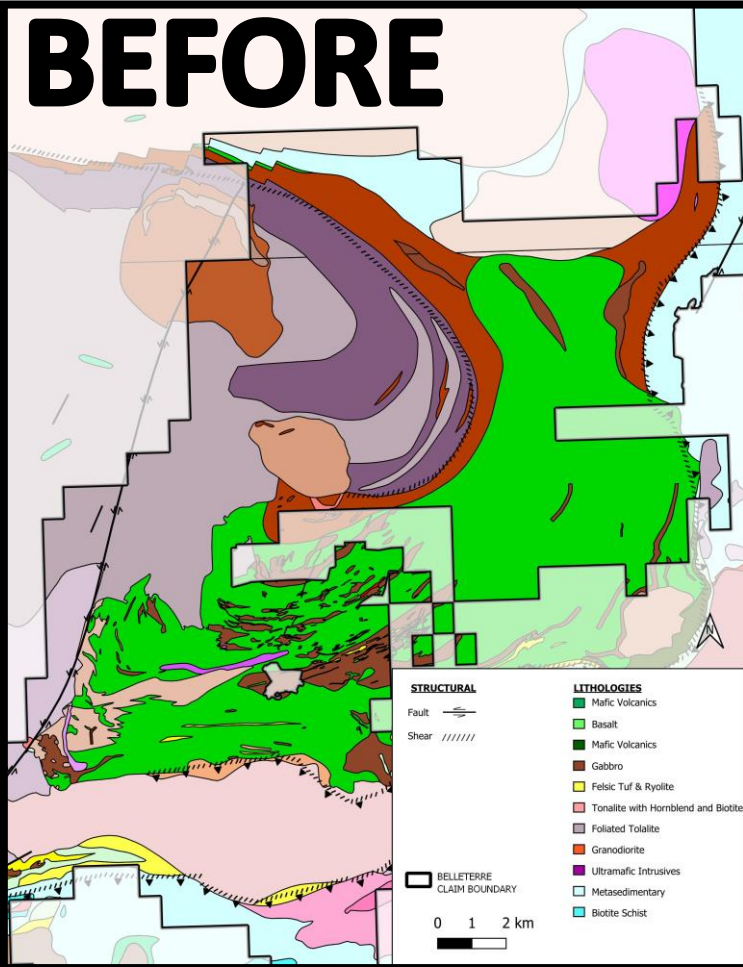 BEFORE
N
STRUCTURAL
Fault
Shear
BELLETERRE
CLAIM BOUNDARY
0 1 2 km
LITHOLOGIES
Mafic Volcanics
Basalt
Mafic Volcanics
Gabbro
Felsic Tuf & Ryolite
Tonalite with Hornblend and Biotite
Foliated Tolalite
Granodiorite
Ultramafic Intrusives
Metasedimentary
Biotite Schist